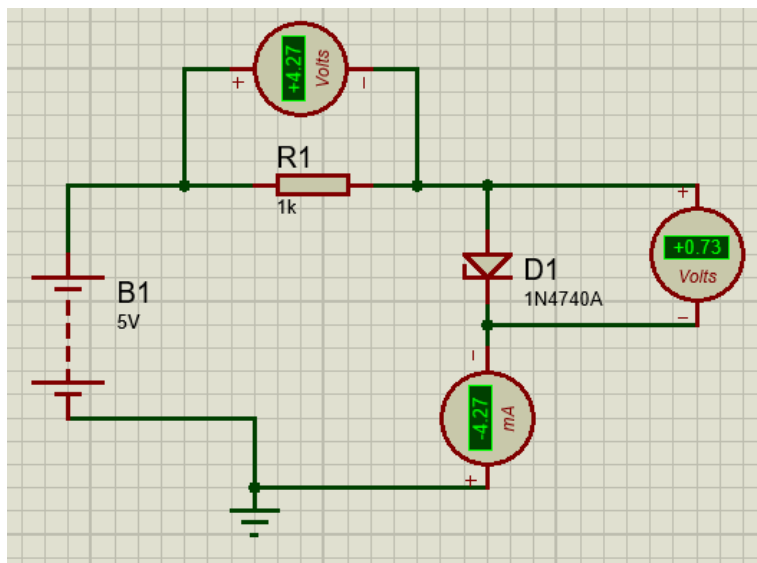 +4.27
Volts
+
−
R1
1k
+
+0.73
Volts
−
D1
1N4740A
B1
5V
−
-4.27
mA
+